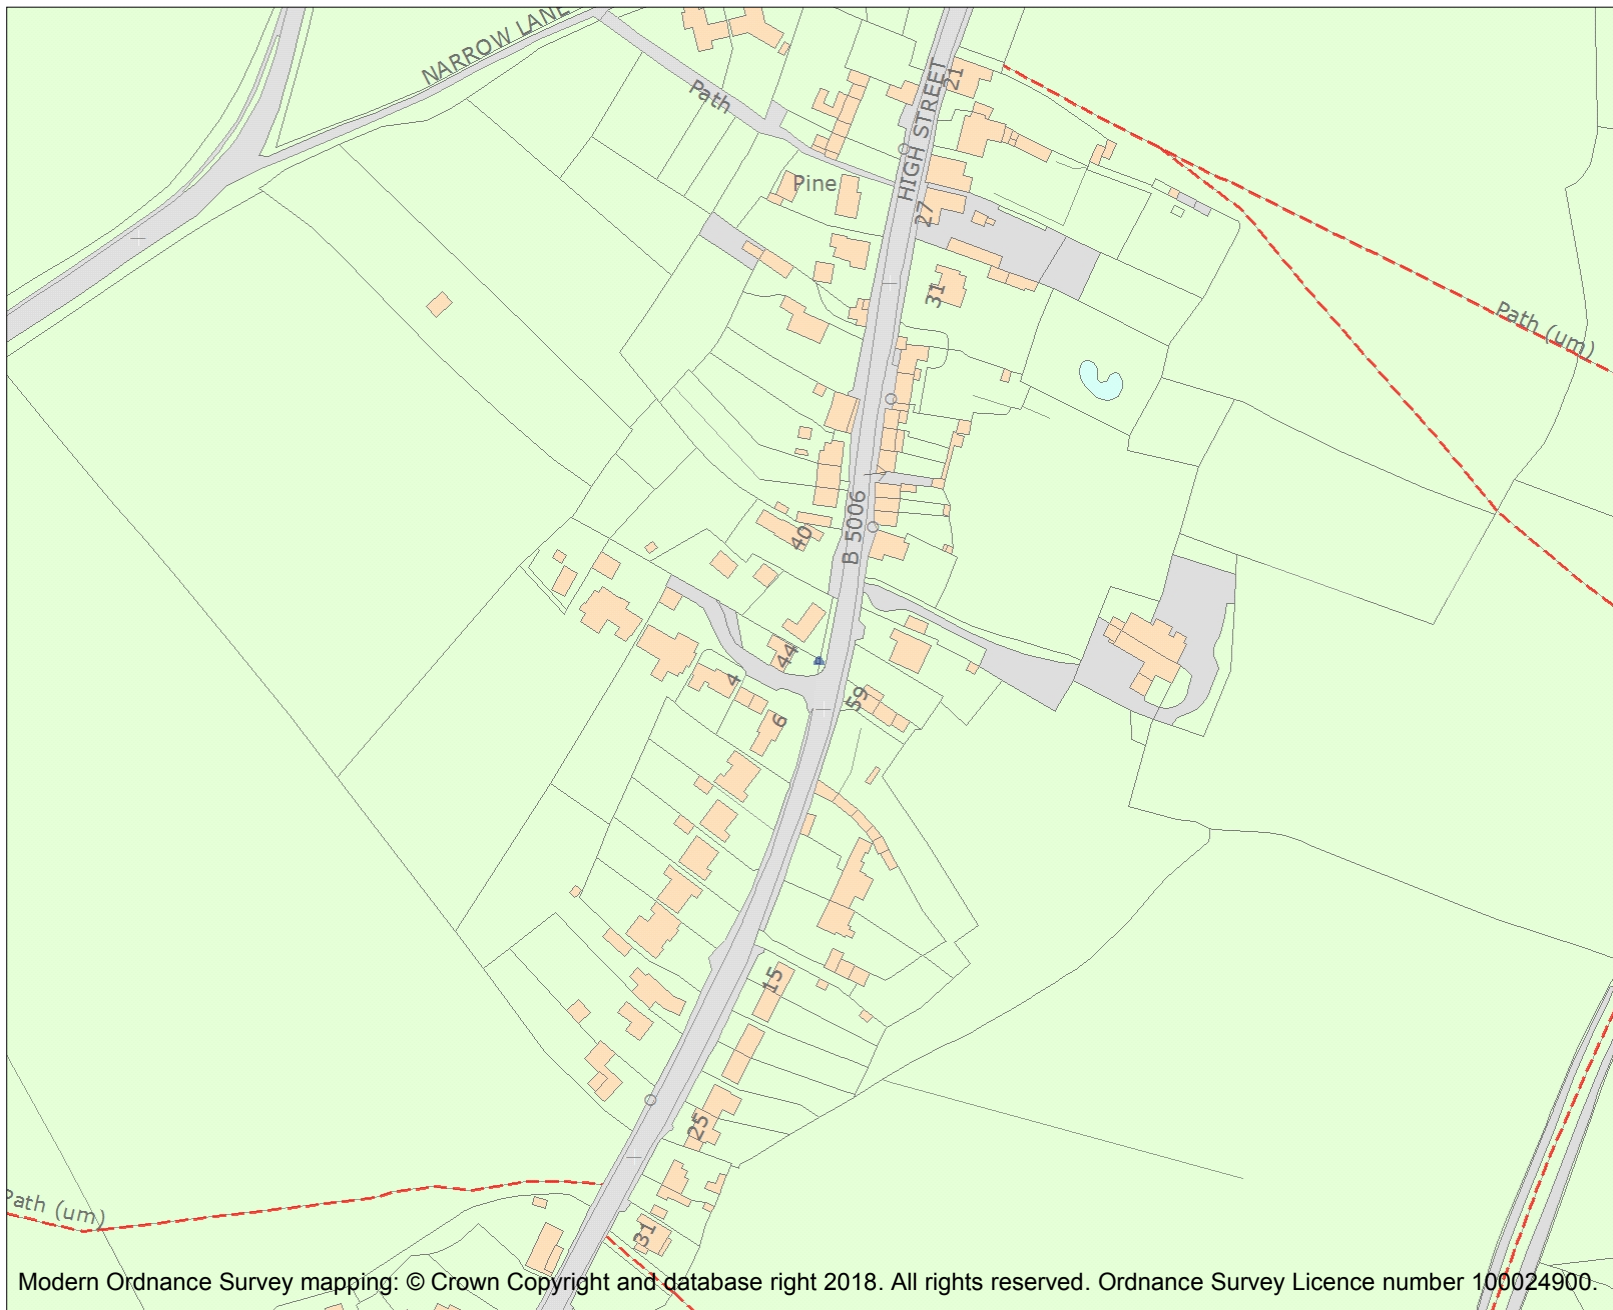 NARROW LANE
Path
HIGH STREET
21
Pine
27
31
Path (um)
B 5006
40
44
4
6
59
15
25
31
Path (um)
Modern Ordnance Survey mapping: © Crown Copyright and database right 2018. All rights reserved. Ordnance Survey Licence number 100024900.